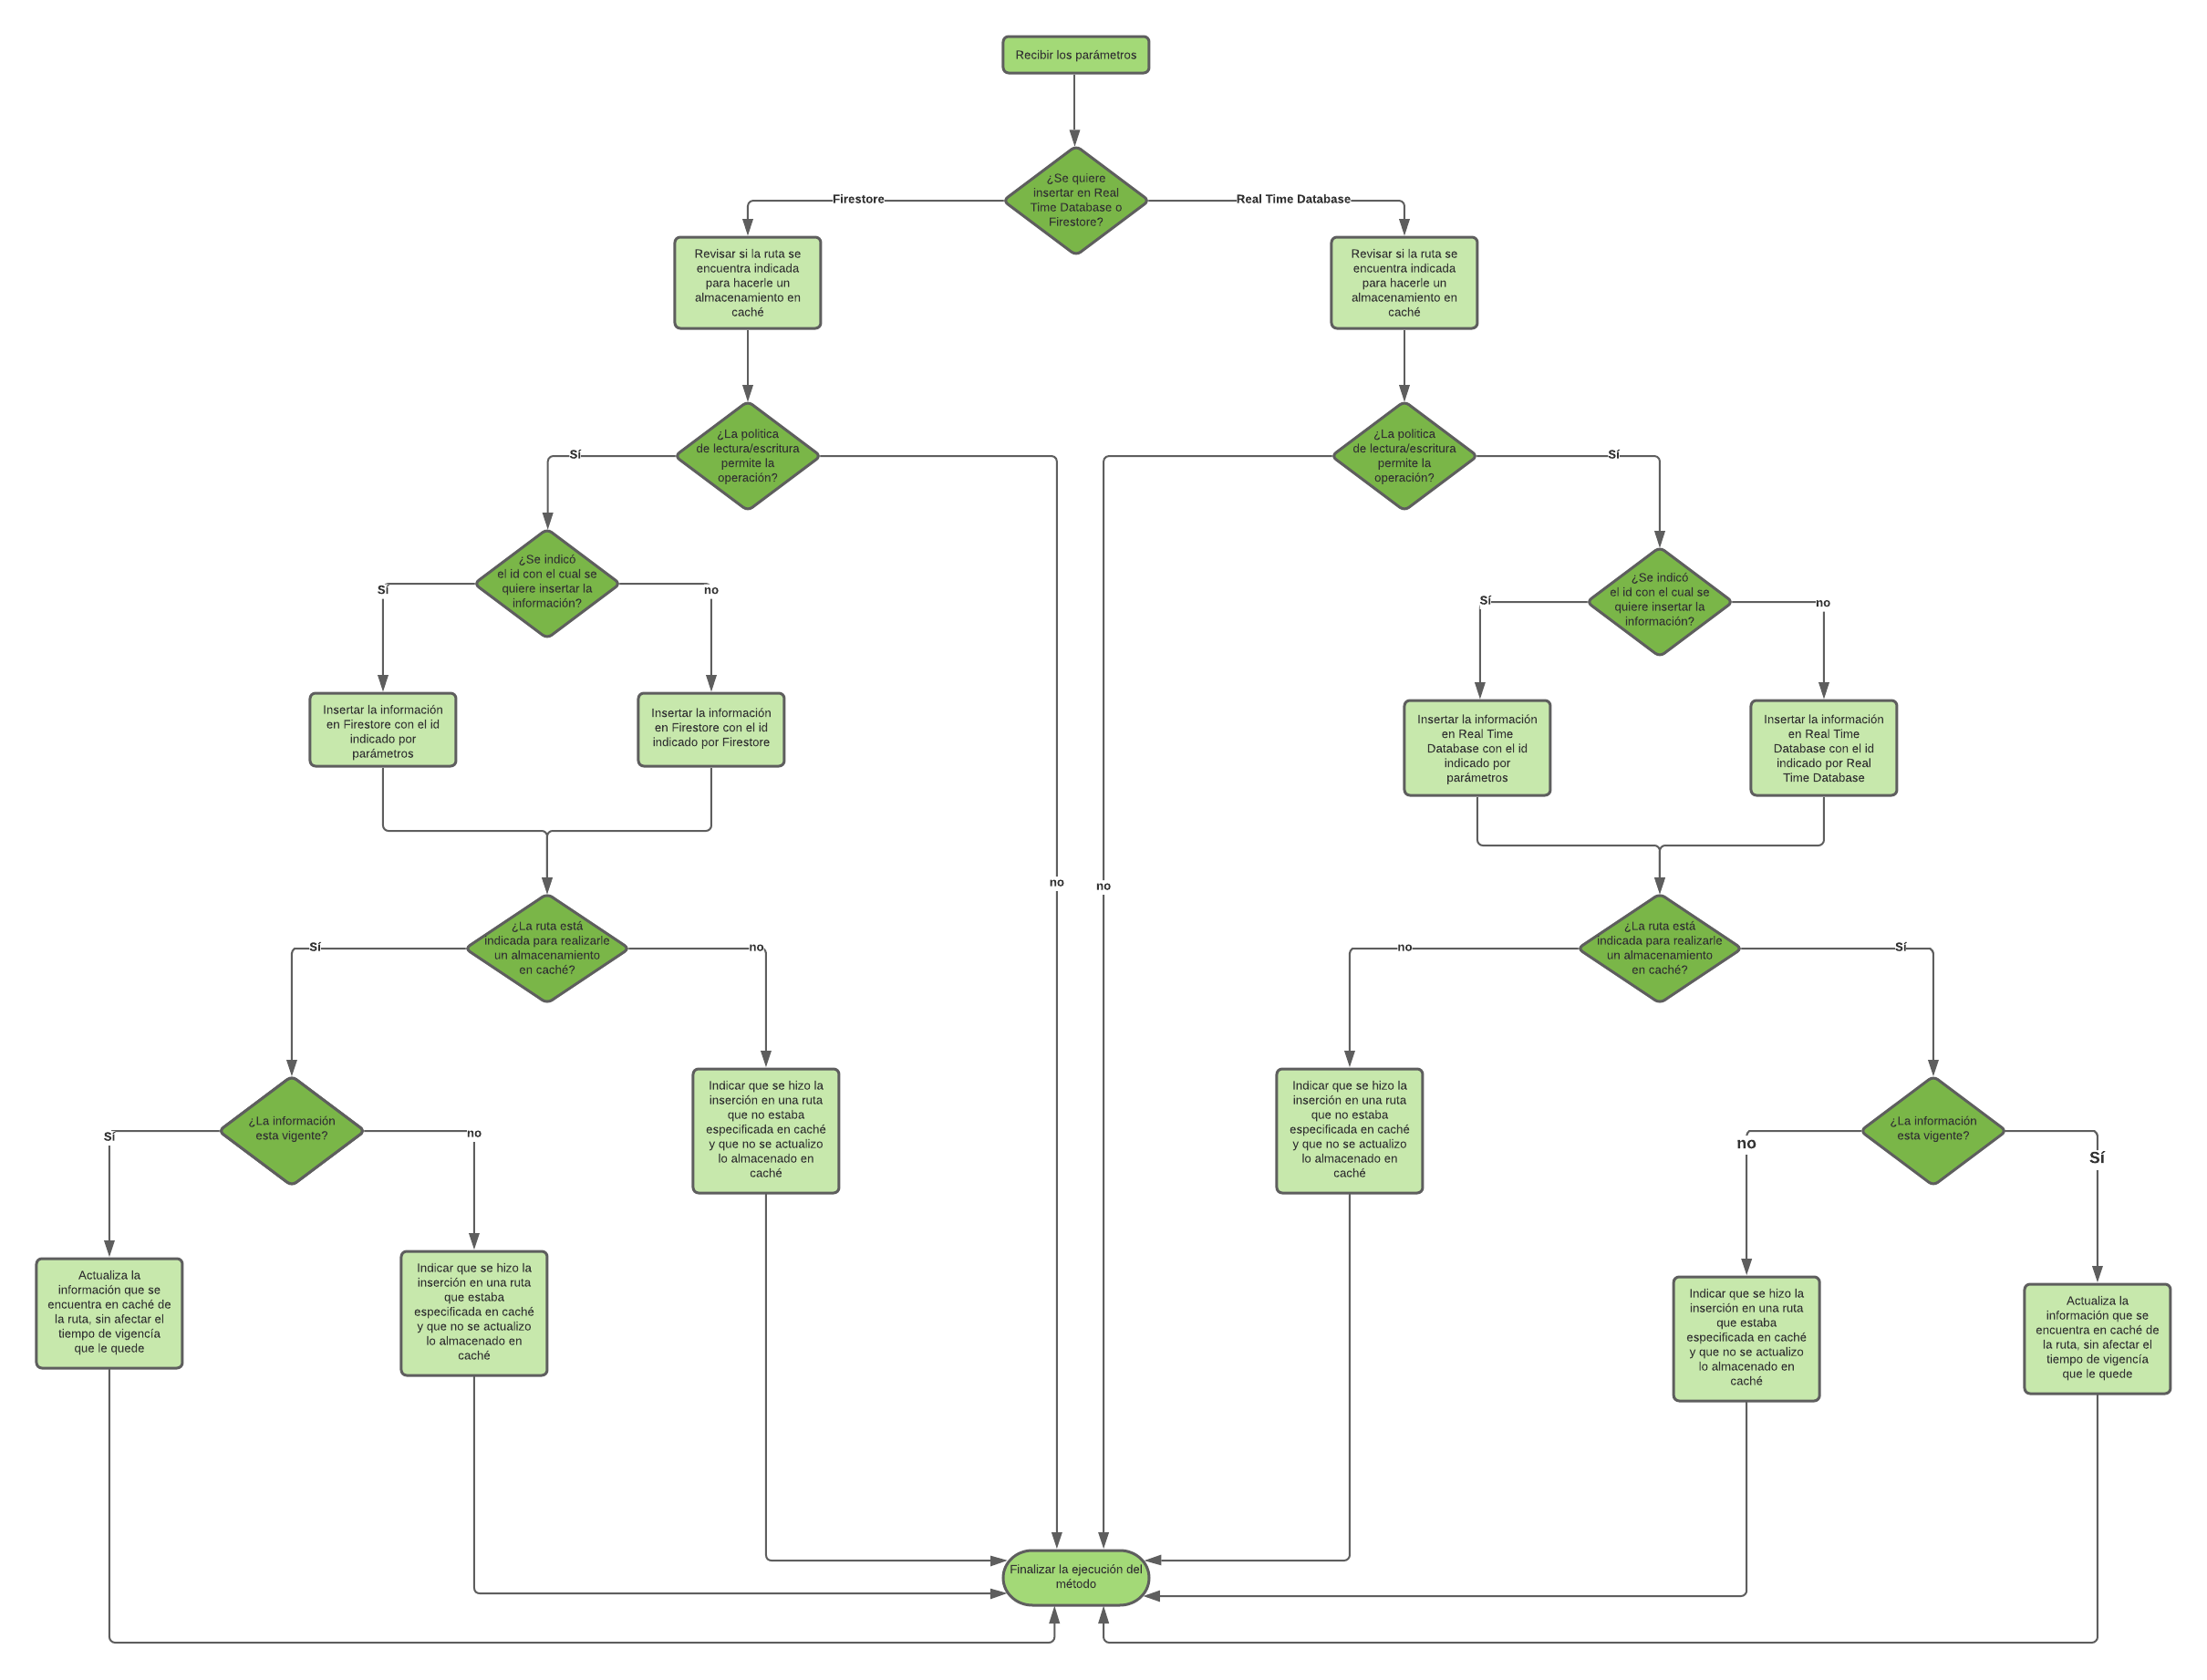 Recibir los parámetros
¿Se quiere
insertar en Real
Time Database o
Firestore?
Firestore
Real Time Database
Revisar si la ruta se
encuentra indicada
para hacerle un
almacenamiento en
caché
Revisar si la ruta se
encuentra indicada
para hacerle un
almacenamiento en
caché
¿La politica
de lectura/escritura
permite la
operación?
Sí
¿La politica
de lectura/escritura
permite la
operación?
Sí
¿Se indicó
el id con el cual se
quiere insertar la
información?
Sí
no
¿Se indicó
el id con el cual se
quiere insertar la
información?
Sí
no
Insertar la información
en Firestore con el id
indicado por
parámetros
Insertar la información
en Firestore con el id
indicado por Firestore
Insertar la información
en Real Time
Database con el id
indicado por
parámetros
Insertar la información
en Real Time
Database con el id
indicado por Real
Time Database
no
no
¿La ruta está
indicada para realizarle
un almacenamiento
en caché?
Sí
no
¿La ruta está
indicada para realizarle
un almacenamiento
en caché?
no
Sí
¿La información
esta vigente?
Sí
no
Indicar que se hizo la
inserción en una ruta
que no estaba
especificada en caché
y que no se actualizo
lo almacenado en
caché
Indicar que se hizo la
inserción en una ruta
que no estaba
especificada en caché
y que no se actualizo
lo almacenado en
caché
¿La información
esta vigente?
no
Sí
Actualiza la
información que se
encuentra en caché de
la ruta, sin afectar el
tiempo de vigencía
que le quede
Indicar que se hizo la
inserción en una ruta
que estaba
especificada en caché
y que no se actualizo
lo almacenado en
caché
Indicar que se hizo la
inserción en una ruta
que estaba
especificada en caché
y que no se actualizo
lo almacenado en
caché
Actualiza la
información que se
encuentra en caché de
la ruta, sin afectar el
tiempo de vigencía
que le quede
Finalizar la ejecución del
método